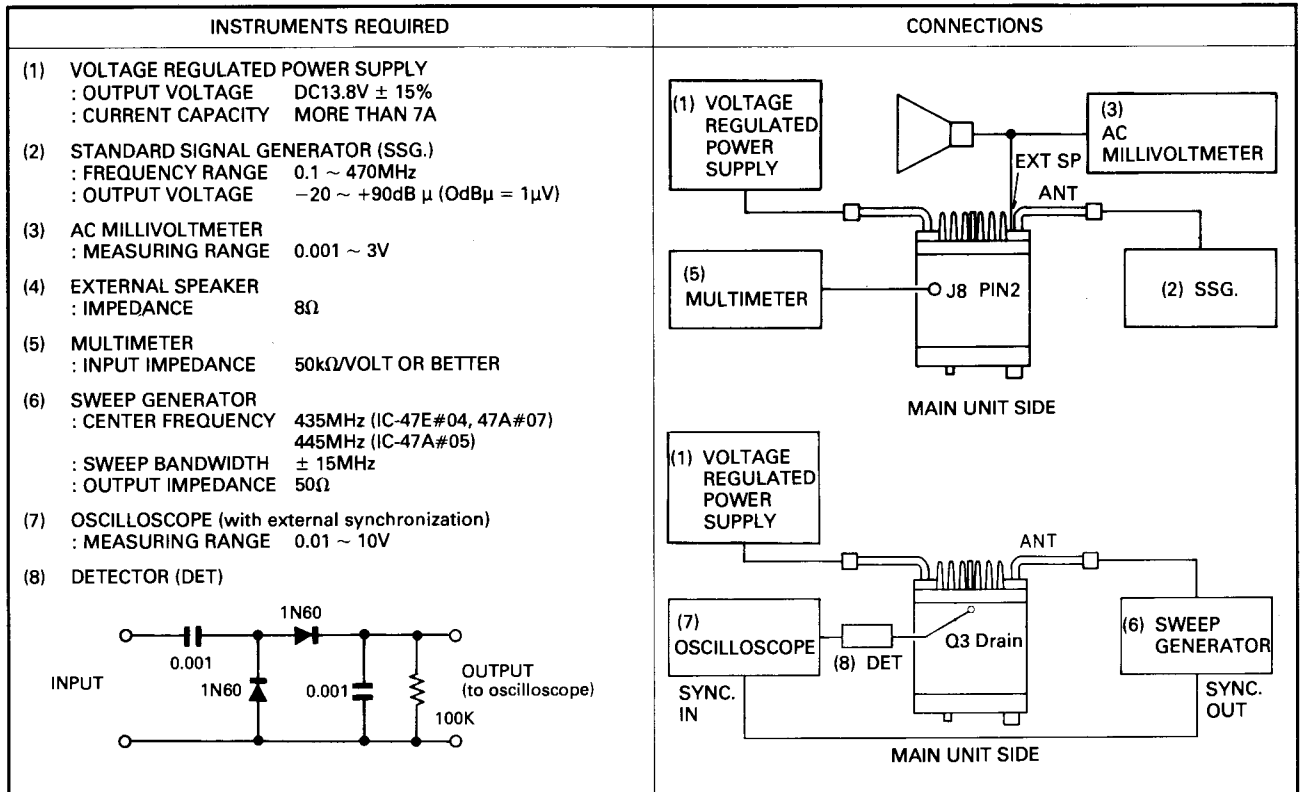 INSTRUMENTS REQUIRED
(1) VOLTAGE REGULATED POWER SUPPLY
: OUTPUT VOLTAGE DC13.8V ± 15%
: CURRENT CAPACITY MORE THAN 7A
(2) STANDARD SIGNAL GENERATOR (SSG.)
: FREQUENCY RANGE 0.1 ~ 470MHz
: OUTPUT VOLTAGE −20 ~ +90dB μ (OdBμ = 1μV)
(3) AC MILLIVOLTMETER
: MEASURING RANGE 0.001 ~ 3V
(4) EXTERNAL SPEAKER
: IMPEDANCE 8Ω
(5) MULTIMETER
: INPUT IMPEDANCE 50kΩ/VOLT OR BETTER
(6) SWEEP GENERATOR
: CENTER FREQUENCY 435MHz (IC-47E#04, 47A#07)
445MHz (IC-47A#05)
: SWEEP BANDWIDTH ± 15MHz
: OUTPUT IMPEDANCE 50Ω
(7) OSCILLOSCOPE (with external synchronization)
: MEASURING RANGE 0.01 ~ 10V
(8) DETECTOR (DET)
1N60
0.001
INPUT
1N60
0.001
OUTPUT
(to oscilloscope)
100K
CONNECTIONS
(1) VOLTAGE
REGULATED
POWER
SUPPLY
(3)
AC
MILLIVOLTMETER
EXT SP
ANT
(5)
MULTIMETER
J8 PIN2
(2) SSG.
MAIN UNIT SIDE
(1) VOLTAGE
REGULATED
POWER
SUPPLY
ANT
(7)
OSCILLOSCOPE
(8) DET
Q3 Drain
(6) SWEEP
GENERATOR
SYNC.
IN
SYNC.
OUT
MAIN UNIT SIDE